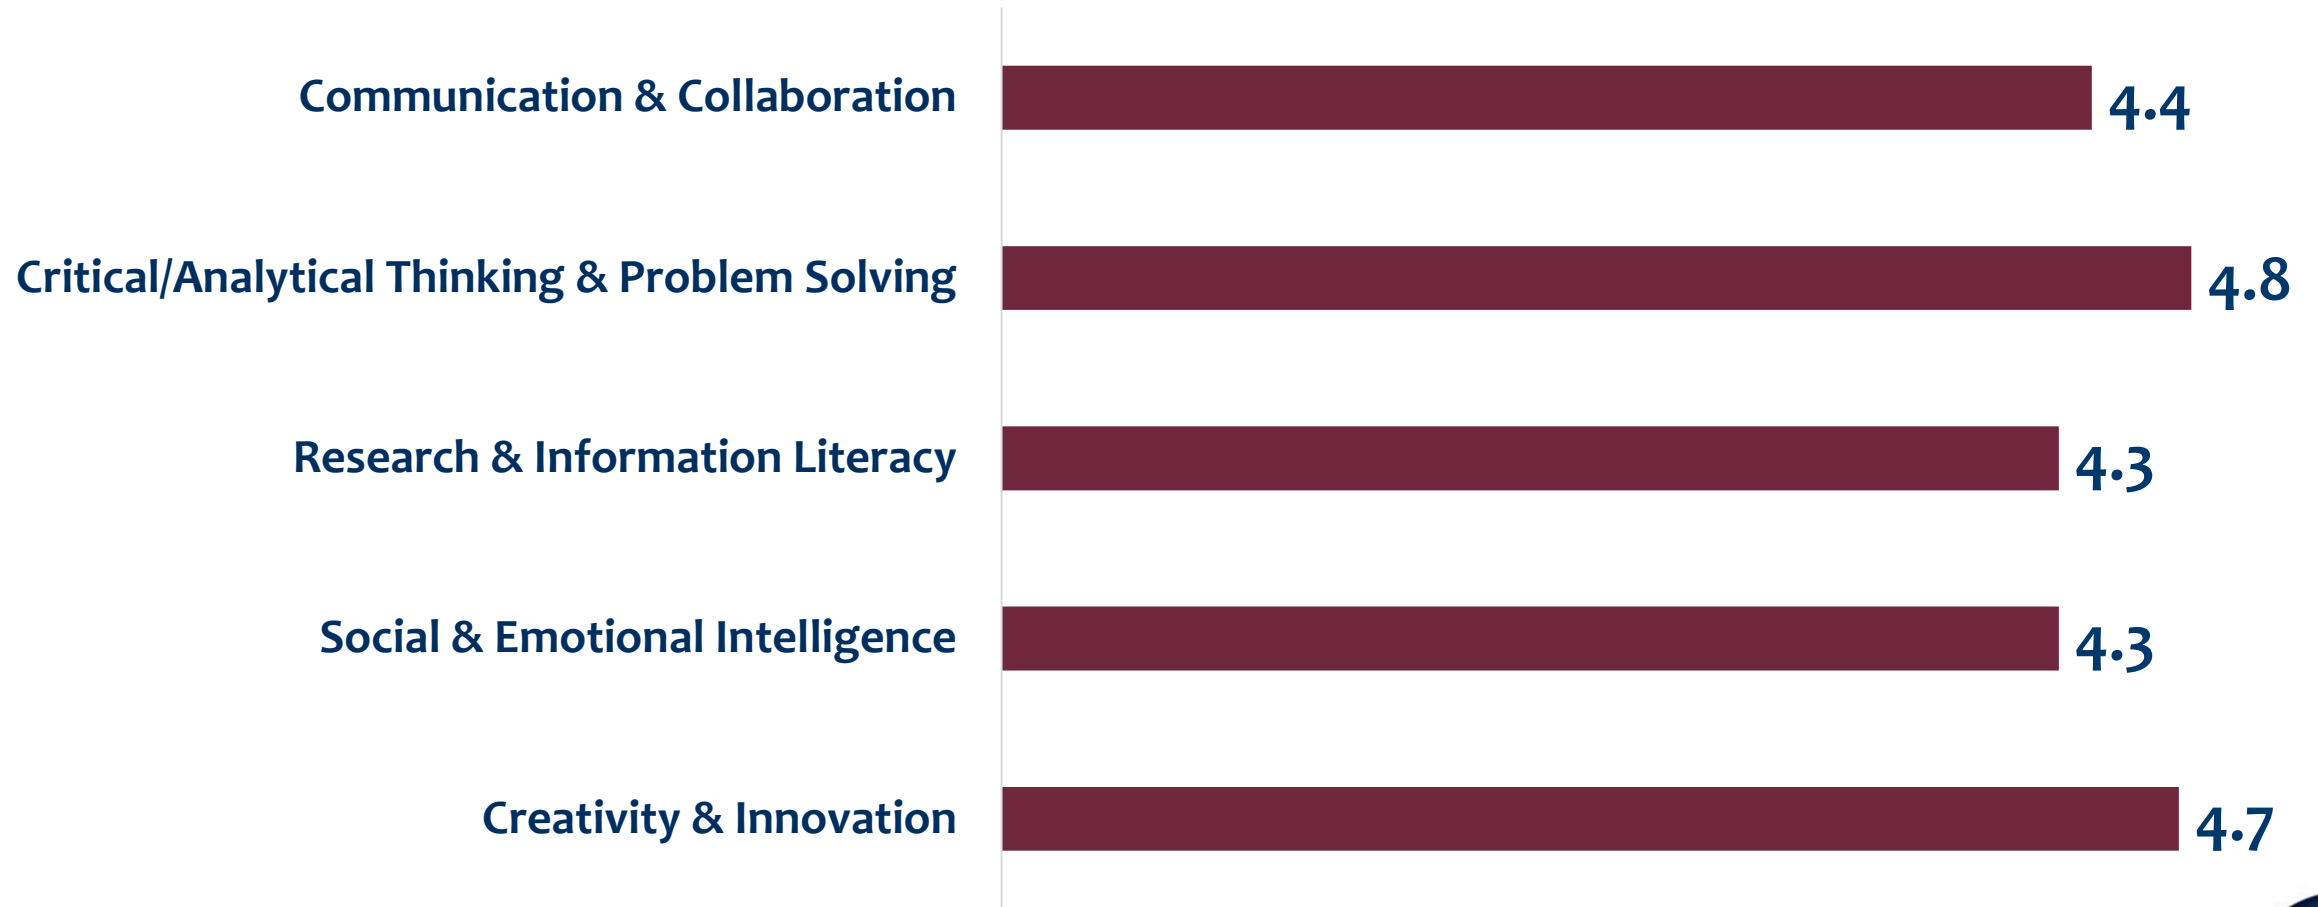 Communication & Collaboration 4.4
Critical/Analytical Thinking & Problem Solving 4.8
Research & Information Literacy 4.3
Social & Emotional Intelligence 4.3
Creativity & Innovation 4.7